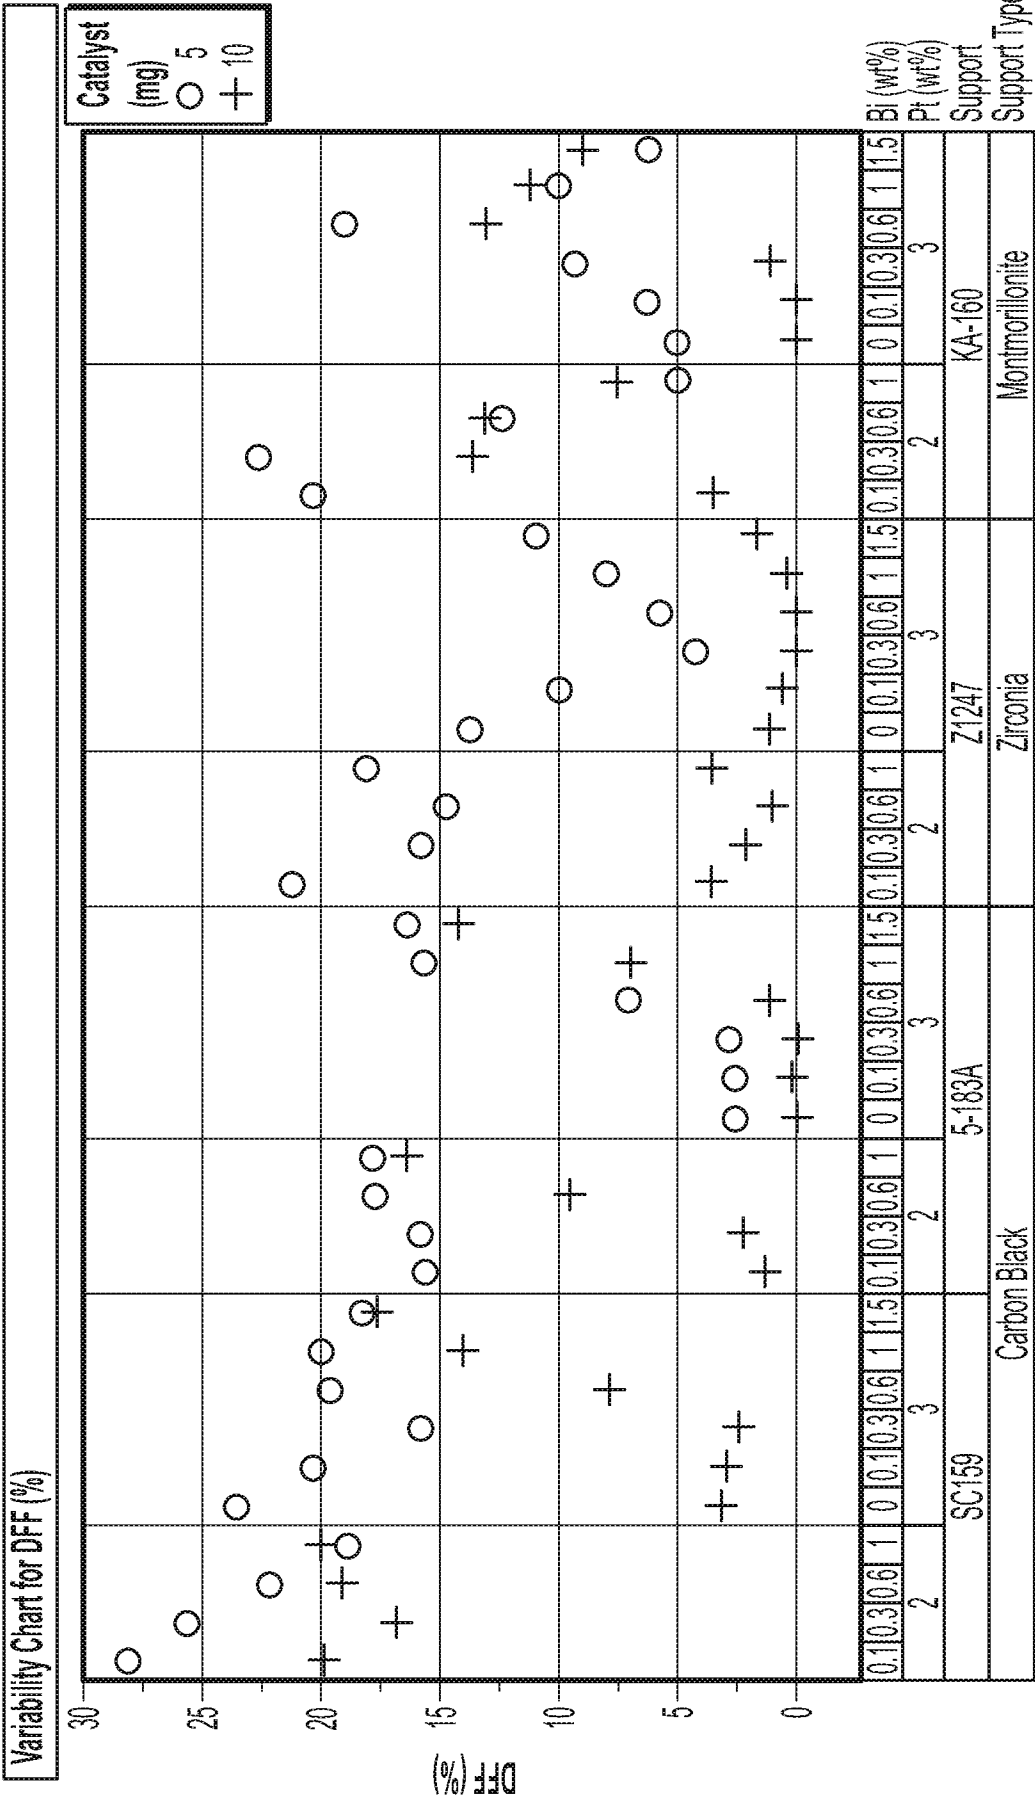 Variability Chart for DFF (%)
Catalyst
(mg)
5
10
DFF (%)
30
25
20
15
10
5
0
0.1 0.3 0.6 1 0 0.1 0.3 0.6 1 1.5 0.1 0.3 0.6 1 0 0.1 0.3 0.6 1 1.5 0.1 0.3 0.6 1 0 0.1 0.3 0.6 1 1.5 0.1 0.3 0.6 1 0 0.1 0.3 0.6 1 1.5 Bi (wt%)
2 3 2 3 2 3 2 3 Pt (wt%)
SC159 5-183A Z1247 KA-160 Support
Carbon Black Zirconia Montmorillonite Support Type